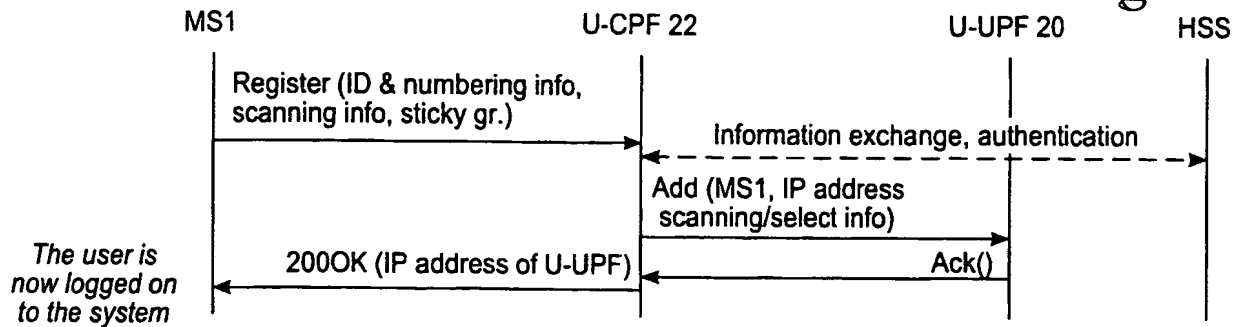 MS1
U-CPF 22
U-UPF 20
HSS
Register (ID & numbering info,
scanning info, sticky gr.)
Information exchange, authentication
Add (MS1, IP address
scanning/select info)
The user is
now logged on
to the system
200OK (IP address of U-UPF)
Ack()